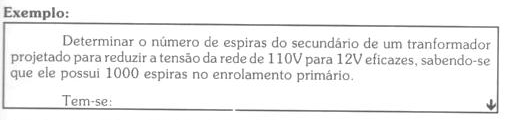 Exemplo:
Determinar o número de espiras do secundário de um tranformador
projetado para reduzir a tensão da rede de 110V para 12V eficazes, sabendo-se
que ele possui 1000 espiras no enrolamento primário.
Tem-se: